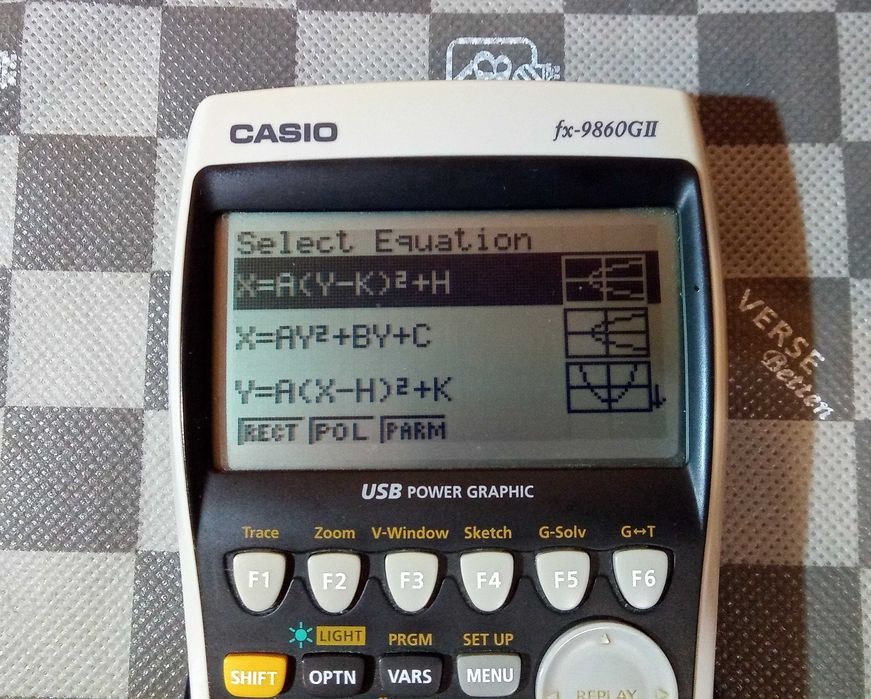 CASIO fx-9860GII
Select Equation
X=A(Y-K)²+H
X=AY²+BY+C
Y=A(X-H)²+K
RECT POL PARM
USB POWER GRAPHIC
Trace Zoom V-Window Sketch G-Solv G↔T
F1 F2 F3 F4 F5 F6
LIGHT PRGM SET UP
SHIFT OPTN VARS MENU
REPLAY
VERSE
Betten